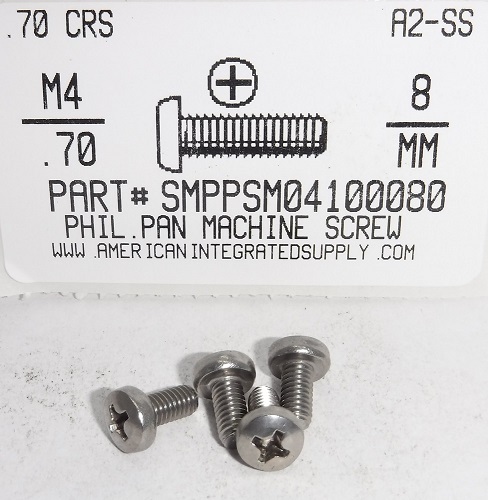 .70 CRS A2-SS
M4 8
.70 MM
PART# SMPPSM04100080
PHIL.PAN MACHINE SCREW
WWW.AMERICANINTEGRATEDSUPPLY.COM